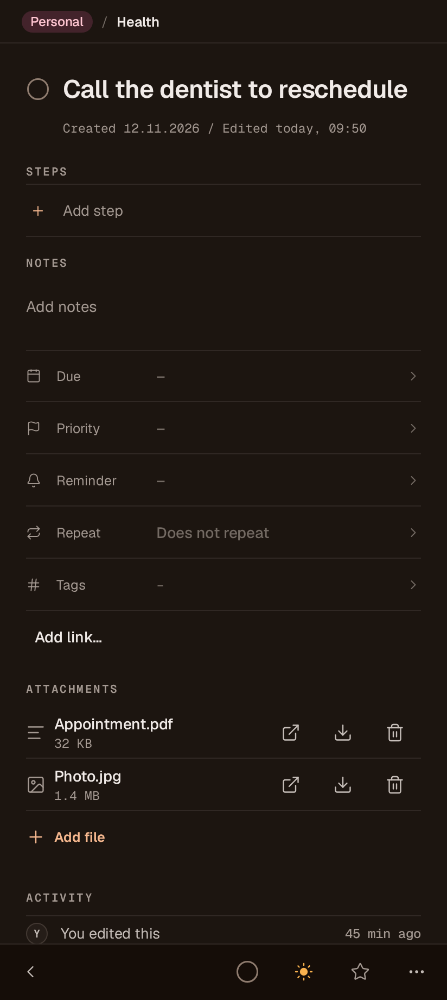 Personal / Health
Call the dentist to reschedule
Created 12.11.2026 / Edited today, 09:50
STEPS
+ Add step
NOTES
Add notes
Due –
Priority –
Reminder –
Repeat Does not repeat
# Tags –
Add link...
ATTACHMENTS
Appointment.pdf
32 KB
Photo.jpg
1.4 MB
+ Add file
ACTIVITY
Y You edited this 45 min ago